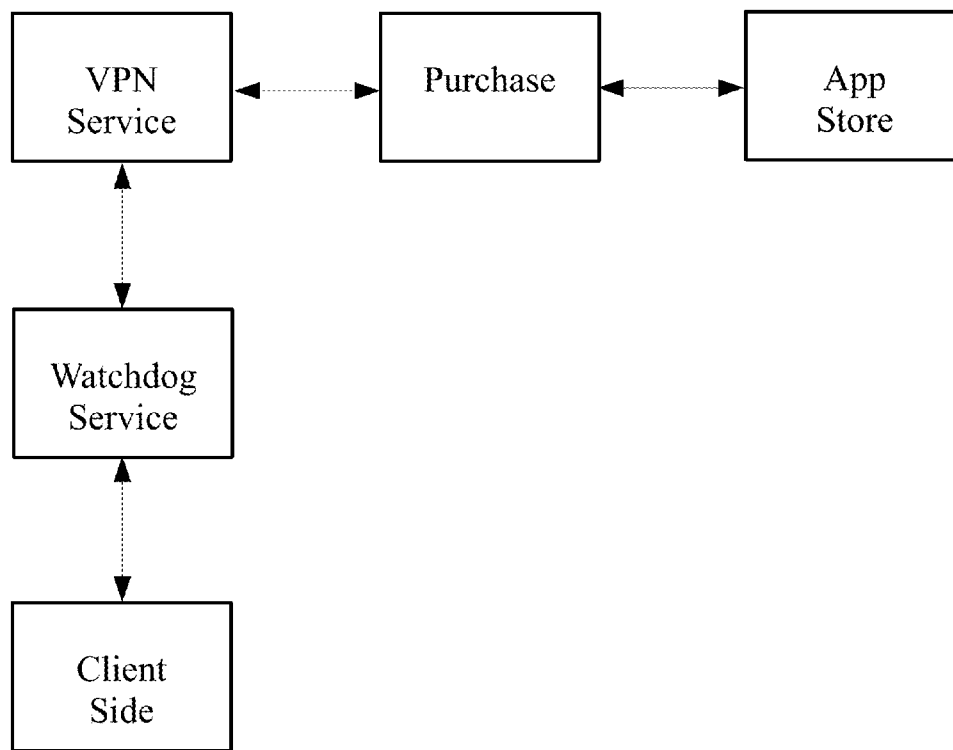 VPN
Service
Purchase
App
Store
Watchdog
Service
Client
Side